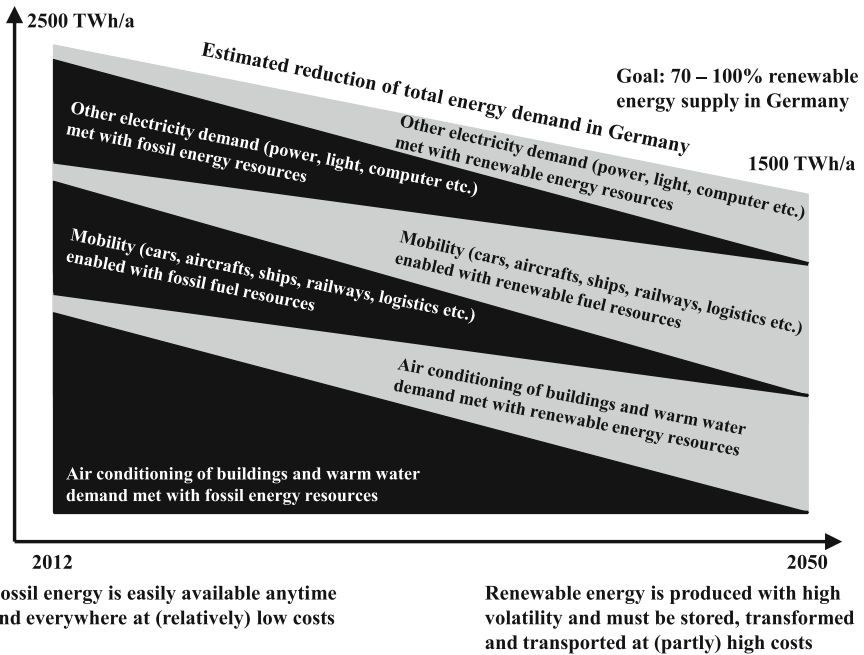 2500 TWh/a
Estimated reduction of total energy demand in Germany
Goal: 70 – 100% renewable
energy supply in Germany
1500 TWh/a
Other electricity demand (power, light, computer etc.)
met with fossil energy resources
Other electricity demand (power, light, computer etc.)
met with renewable energy resources
Mobility (cars, aircrafts, ships, railways, logistics etc.)
enabled with fossil fuel resources
Mobility (cars, aircrafts, ships, railways, logistics etc.)
enabled with renewable fuel resources
Air conditioning of buildings and warm water
demand met with renewable energy resources
Air conditioning of buildings and warm water
demand met with fossil energy resources
2012
2050
ossil energy is easily available anytime
nd everywhere at (relatively) low costs
Renewable energy is produced with high
volatility and must be stored, transformed
and transported at (partly) high costs